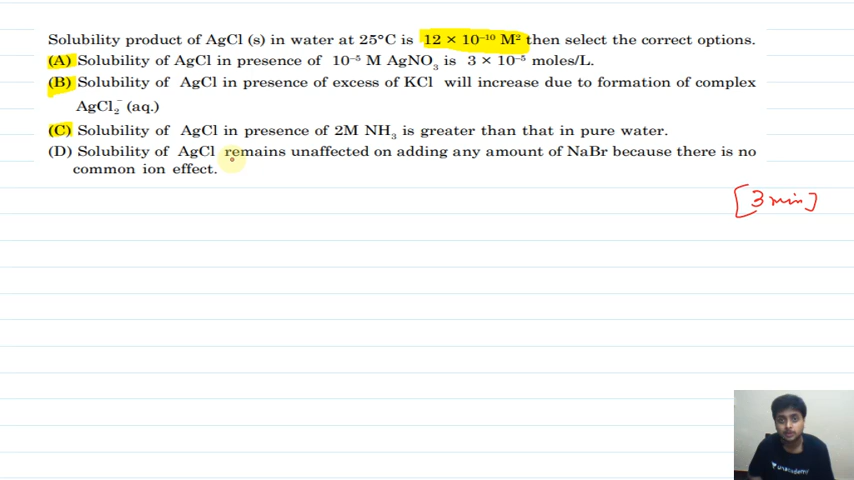 Solubility product of AgCl (s) in water at 25°C is 12 × 10⁻¹⁰ M² then select the correct options.
(A) Solubility of AgCl in presence of 10⁻⁵ M AgNO₃ is 3 × 10⁻⁵ moles/L.
(B) Solubility of AgCl in presence of excess of KCl will increase due to formation of complex
AgCl₂⁻ (aq.)
(C) Solubility of AgCl in presence of 2M NH₃ is greater than that in pure water.
(D) Solubility of AgCl remains unaffected on adding any amount of NaBr because there is no
common ion effect.
[3 min]
unacademy